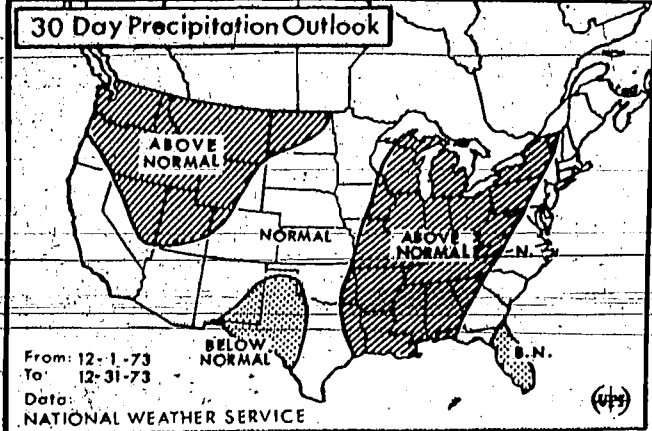 30 Day Precipitation Outlook
ABOVE
NORMAL
NORMAL
ABOVE
NORMAL
N.
BELOW
NORMAL
B.N.
From: 12-1-73
To: 12-31-73
Data:
NATIONAL WEATHER SERVICE
UPI